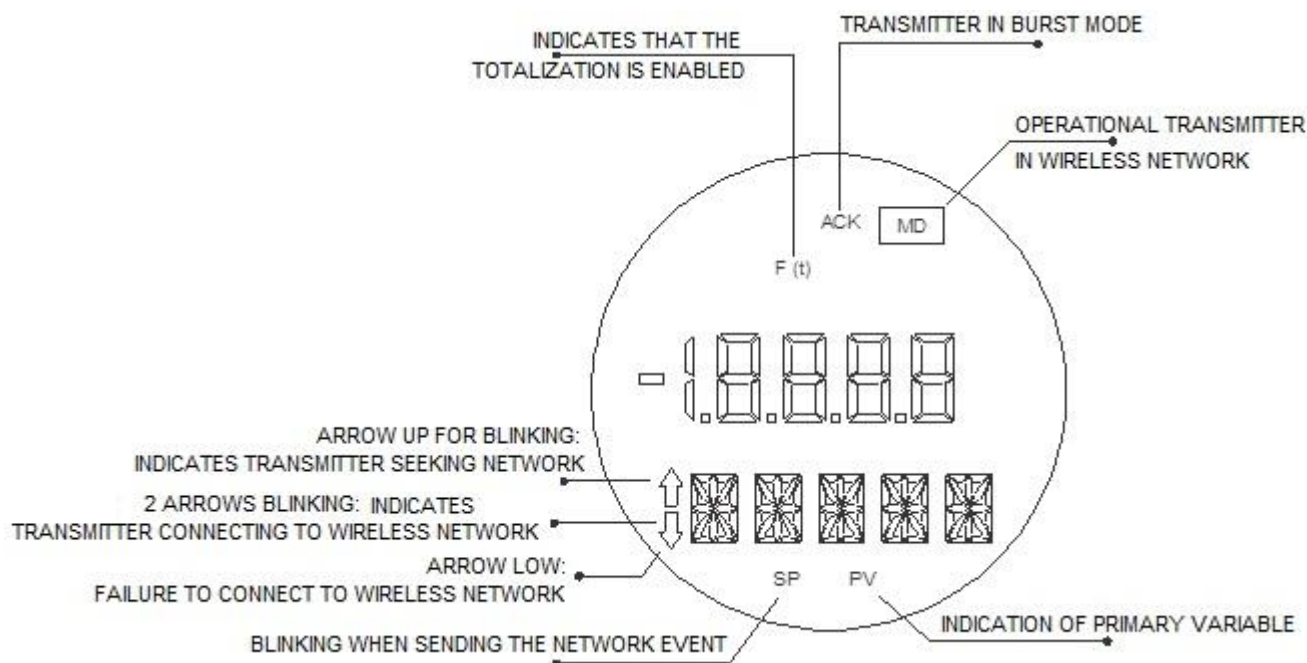 TRANSMITTER IN BURST MODE
INDICATES THAT THE
TOTALIZATION IS ENABLED
OPERATIONAL TRANSMITTER
IN WIRELESS NETWORK
ACK
MD
F (t)
-1.8.8.8.8
ARROW UP FOR BLINKING:
INDICATES TRANSMITTER SEEKING NETWORK
2 ARROWS BLINKING: INDICATES
TRANSMITTER CONNECTING TO WIRELESS NETWORK
ARROW LOW:
FAILURE TO CONNECT TO WIRELESS NETWORK
SP PV
INDICATION OF PRIMARY VARIABLE
BLINKING WHEN SENDING THE NETWORK EVENT